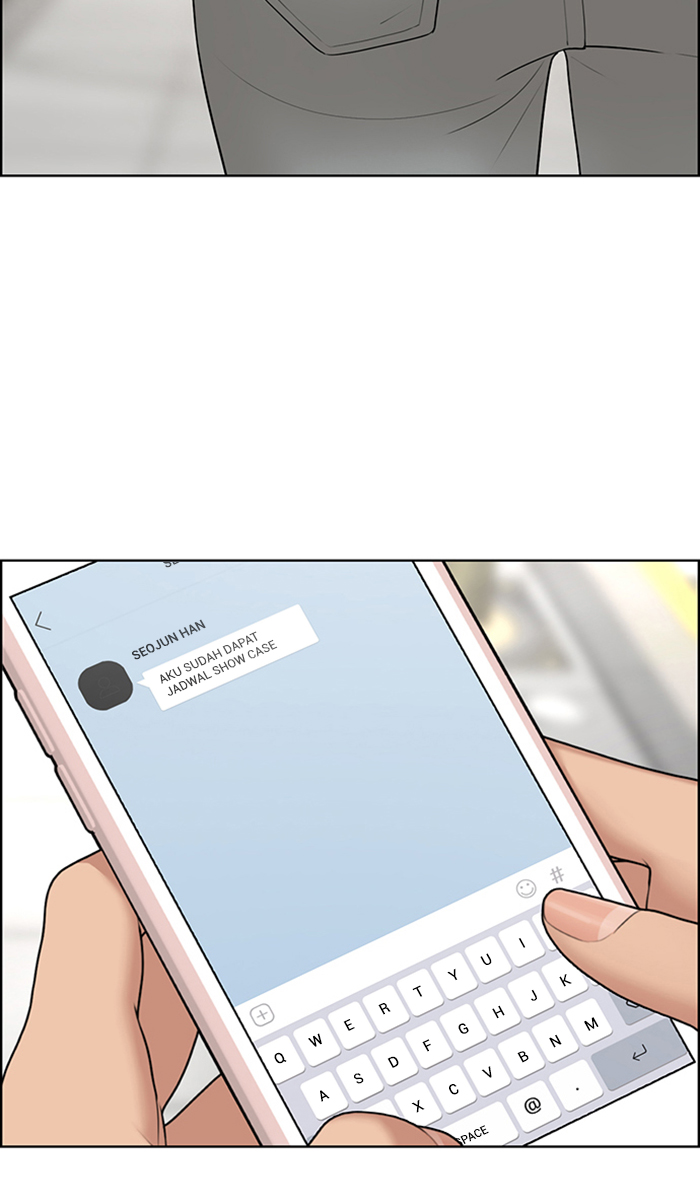 SEOJUN HAN
AKU SUDAH DAPAT
JADWAL SHOW CASE
#
Q W E R T Y U I
A S D F G H J K
X C V B N M
SPACE @ .